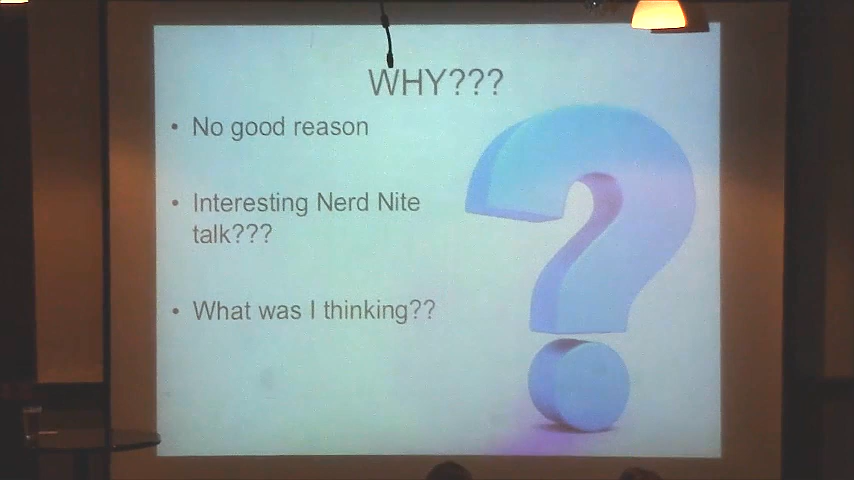 WHY???
• No good reason
• Interesting Nerd Nite
talk???
• What was I thinking??